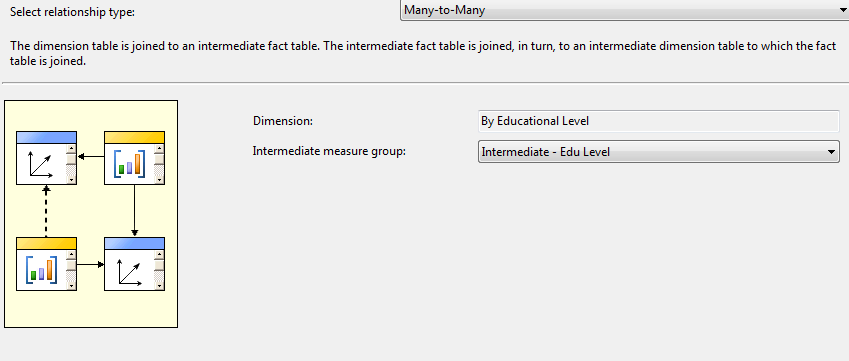 Select relationship type: Many-to-Many
The dimension table is joined to an intermediate fact table. The intermediate fact table is joined, in turn, to an intermediate dimension table to which the fact
table is joined.
Dimension: By Educational Level
Intermediate measure group: Intermediate - Edu Level